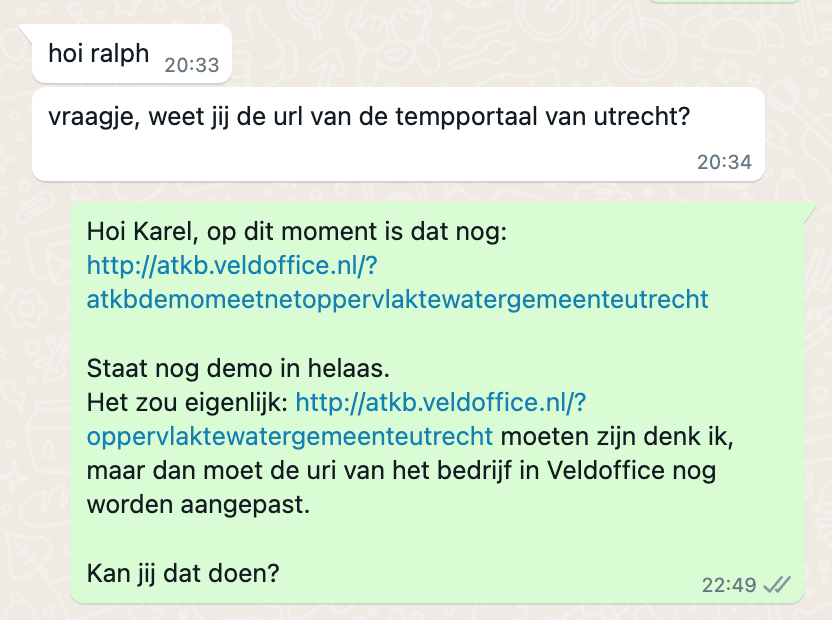 hoi ralph 20:33
vraagje, weet jij de url van de tempportaal van utrecht?
20:34
Hoi Karel, op dit moment is dat nog:
http://atkb.veldoffice.nl/?
atkbdemomeetnetoppervlaktewatergemeenteutrecht
Staat nog demo in helaas.
Het zou eigenlijk: http://atkb.veldoffice.nl/?
oppervlaktewatergemeenteutrecht moeten zijn denk ik,
maar dan moet de uri van het bedrijf in Veldoffice nog
worden aangepast.
Kan jij dat doen?
22:49